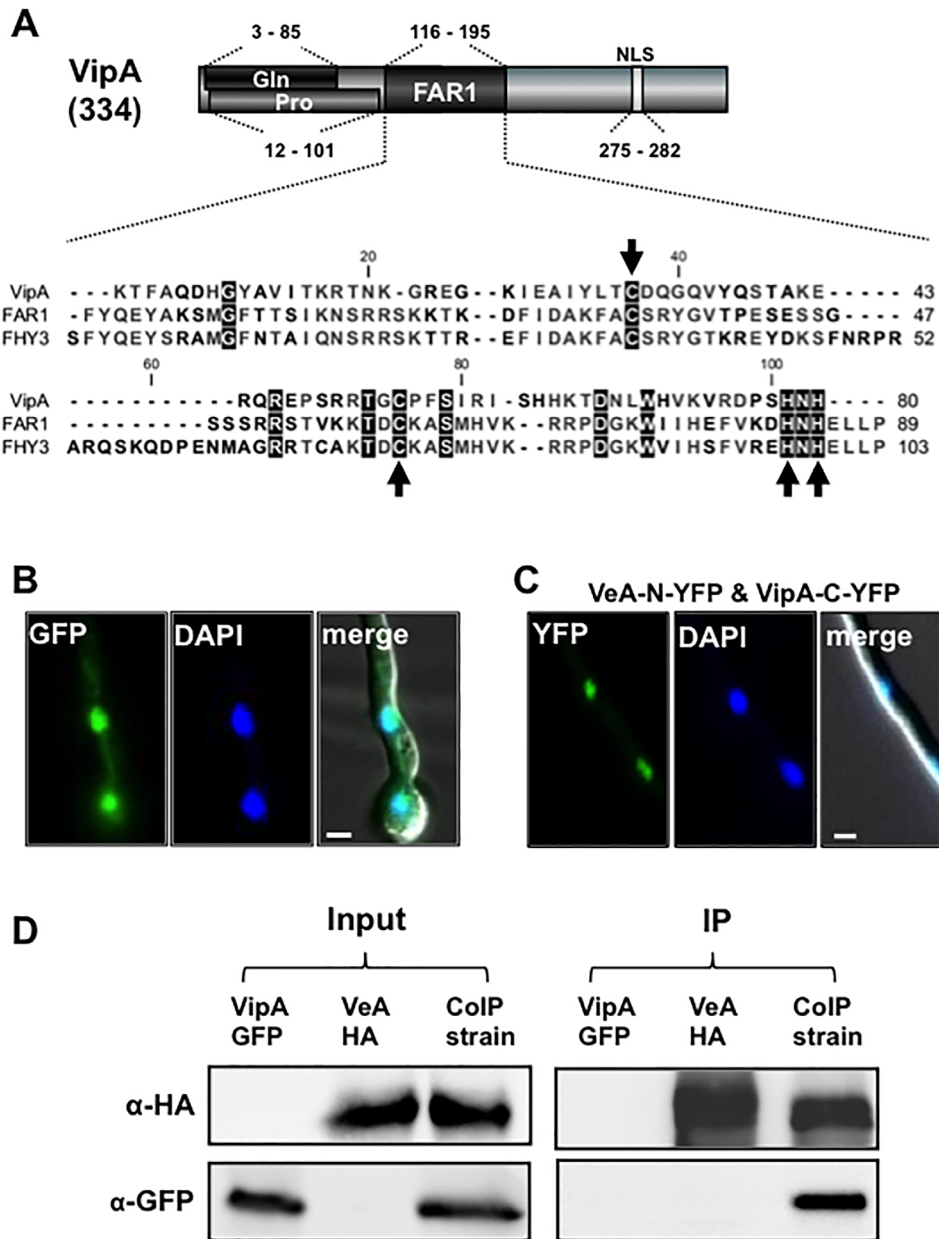 A
3 - 85
116 - 195
NLS
VipA
(334)
Gln
Pro
FAR1
12 - 101
275 - 282
20
40
VipA - - - KTFAQDHGYAVITKRTNK - GREG - - KIEAIYLTCDQGQVYQSTAKE - - - - - 43
FAR1 - FYQEYAKSMGFTTSIKNSRRSKKTK - - DFIDAKFACSRYGVTPESESSG - - - - 47
FHY3 SFYQEYSRAMGFNTAIQNSRRSKTTR - - EFIDAKFACSRYGTKREYDKSFNRPR 52
60
80
100
VipA - - - - - - - - - - - RQREPSRRTGCPFSIRI - SHHKTDNLWHVKVRDPSHNH - - - - 80
FAR1 - - - - - - - - - SSSRRSTVKKTDCKASMHVK - - RRPDGKWIIHEFVKDHNHELLP 89
FHY3 ARQSKQDPENMAGRRTCAKTDCKASMHVK - - RRPDGKWVIHSFVREHNHELLP 103
B
C
VeA-N-YFP & VipA-C-YFP
GFP DAPI merge
YFP DAPI merge
D
Input
IP
VipA GFP
VeA HA
CoIP strain
VipA GFP
VeA HA
CoIP strain
α-HA
α-GFP